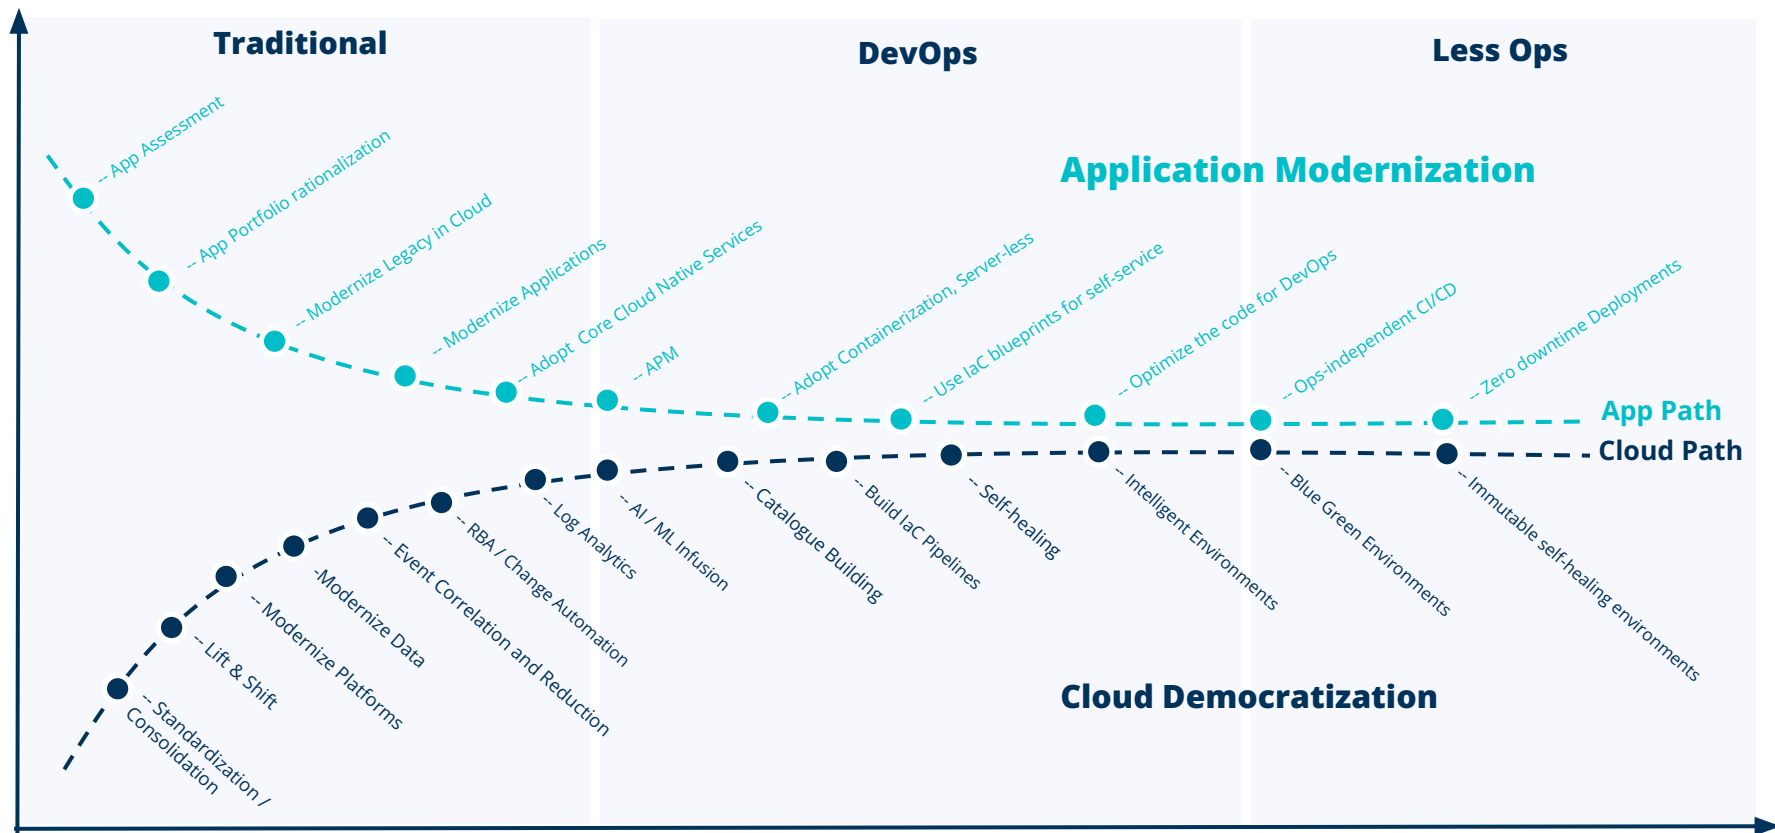 Traditional
DevOps
Less Ops
-- App Assessment
-- App Portfolio rationalization
-- Modernize Legacy in Cloud
-- Modernize Applications
-- Adopt  Core Cloud Native Services
-- APM
-- Adopt Containerization, Server-less
-- Use IaC blueprints for self-service
-- Optimize the code for DevOps
-- Ops-independent CI/CD
-- Zero downtime Deployments
Application Modernization
App Path
Cloud Path
-- Standardization /
Consolidation
-- Lift & Shift
-- Modernize Platforms
-Modernize Data
-- Event Correlation and Reduction
-- RBA / Change Automation
-- Log Analytics
-- AI / ML Infusion
-- Catalogue Building
-- Build IaC Pipelines
-- Self-healing
-- Intelligent Environments
-- Blue Green Environments
-- Immutable self-healing environments
Cloud Democratization